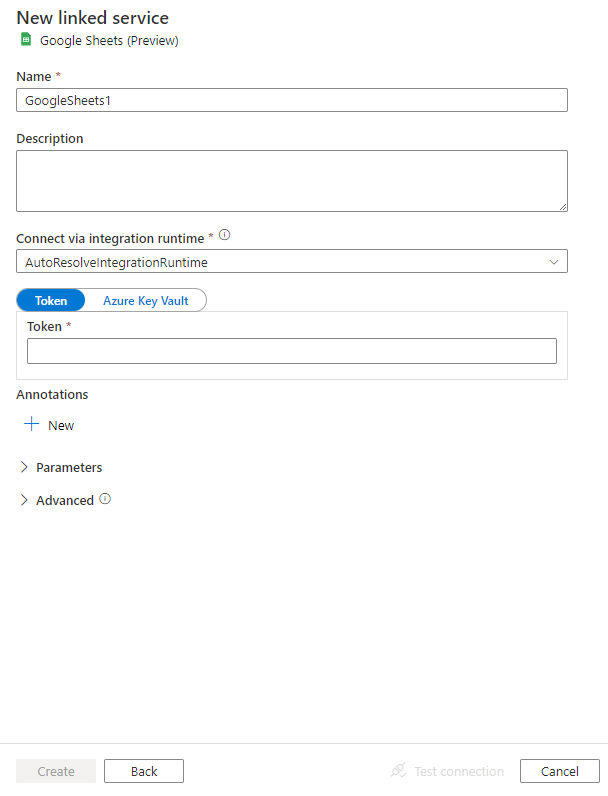 New linked service
Google Sheets (Preview)
Name *
GoogleSheets1
Description
Connect via integration runtime *
AutoResolveIntegrationRuntime
Token Azure Key Vault
Token *
Annotations
New
Parameters
Advanced
Create Back Test connection Cancel